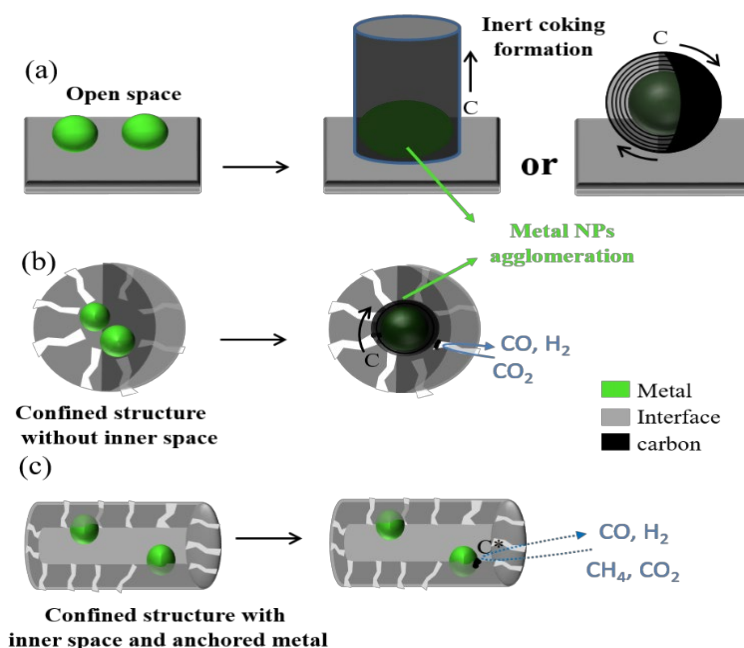 (a)
Open space
Inert coking
formation
C
or
C
Metal NPs
agglomeration
(b)
C
CO, H2
CO2
Confined structure
without inner space
Metal
Interface
carbon
(c)
C*
CO, H2
CH4, CO2
Confined structure with
inner space and anchored metal